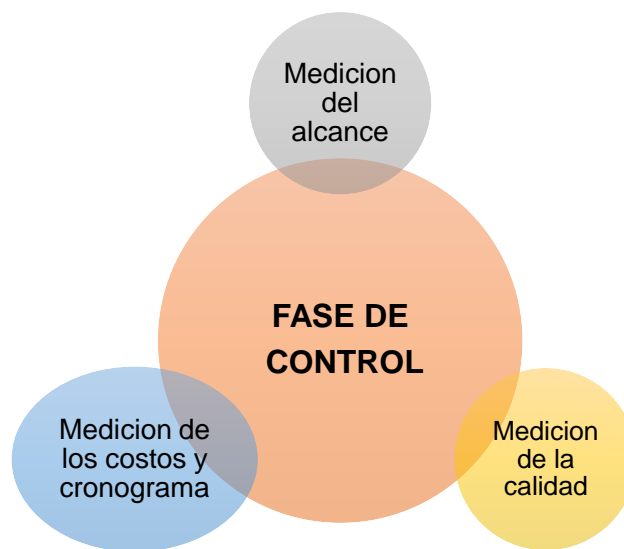 Medicion
del
alcance
FASE DE
CONTROL
Medicion de
los costos y
cronograma
Medicion
de la
calidad